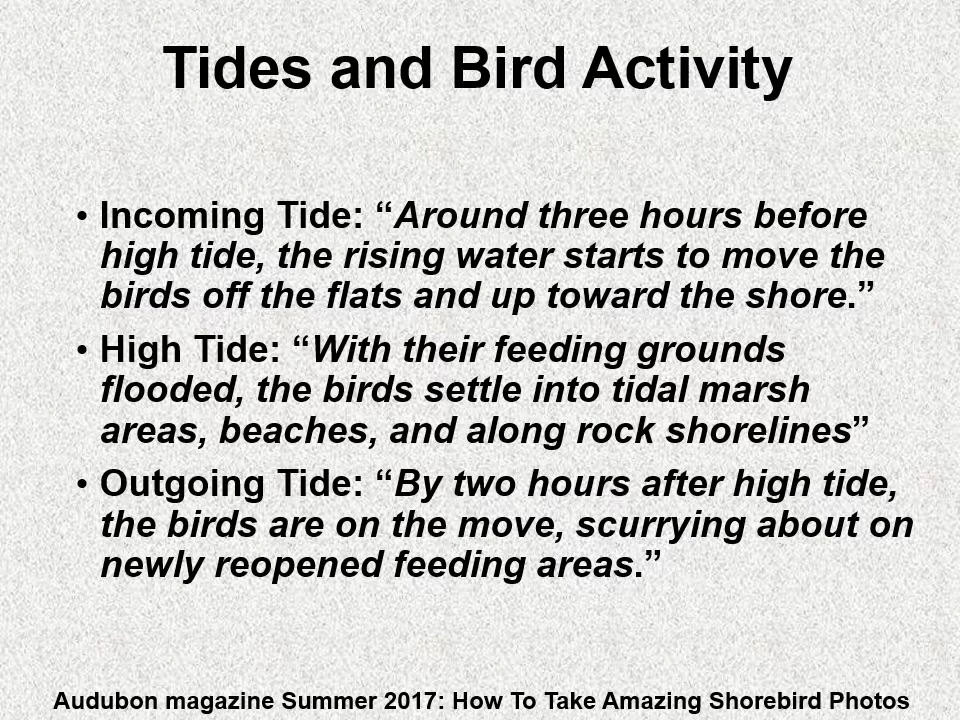 Tides and Bird Activity
• Incoming Tide: “Around three hours before
high tide, the rising water starts to move the
birds off the flats and up toward the shore.”
• High Tide: “With their feeding grounds
flooded, the birds settle into tidal marsh
areas, beaches, and along rock shorelines”
• Outgoing Tide: “By two hours after high tide,
the birds are on the move, scurrying about on
newly reopened feeding areas.”
Audubon magazine Summer 2017: How To Take Amazing Shorebird Photos